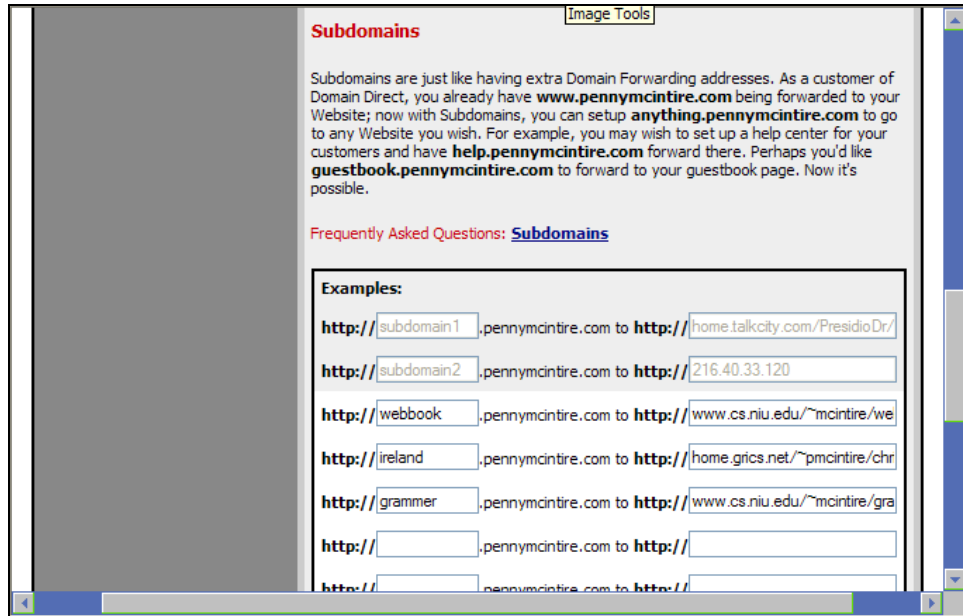 Image Tools
Subdomains
Subdomains are just like having extra Domain Forwarding addresses. As a customer of
Domain Direct, you already have www.pennymcintire.com being forwarded to your
Website; now with Subdomains, you can setup anything.pennymcintire.com to go
to any Website you wish. For example, you may wish to set up a help center for your
customers and have help.pennymcintire.com forward there. Perhaps you'd like
guestbook.pennymcintire.com to forward to your guestbook page. Now it's
possible.
Frequently Asked Questions: Subdomains
Examples:
http:// subdomain1 .pennymcintire.com to http:// home.talkcity.com/PresidioDr/
http:// subdomain2 .pennymcintire.com to http:// 216.40.33.120
http:// webbook .pennymcintire.com to http:// www.cs.niu.edu/~mcintire/we
http:// ireland .pennymcintire.com to http:// home.grics.net/~pmcintire/chr
http:// grammer .pennymcintire.com to http:// www.cs.niu.edu/~mcintire/gra
http:// .pennymcintire.com to http://
http:// .pennymcintire.com to http://